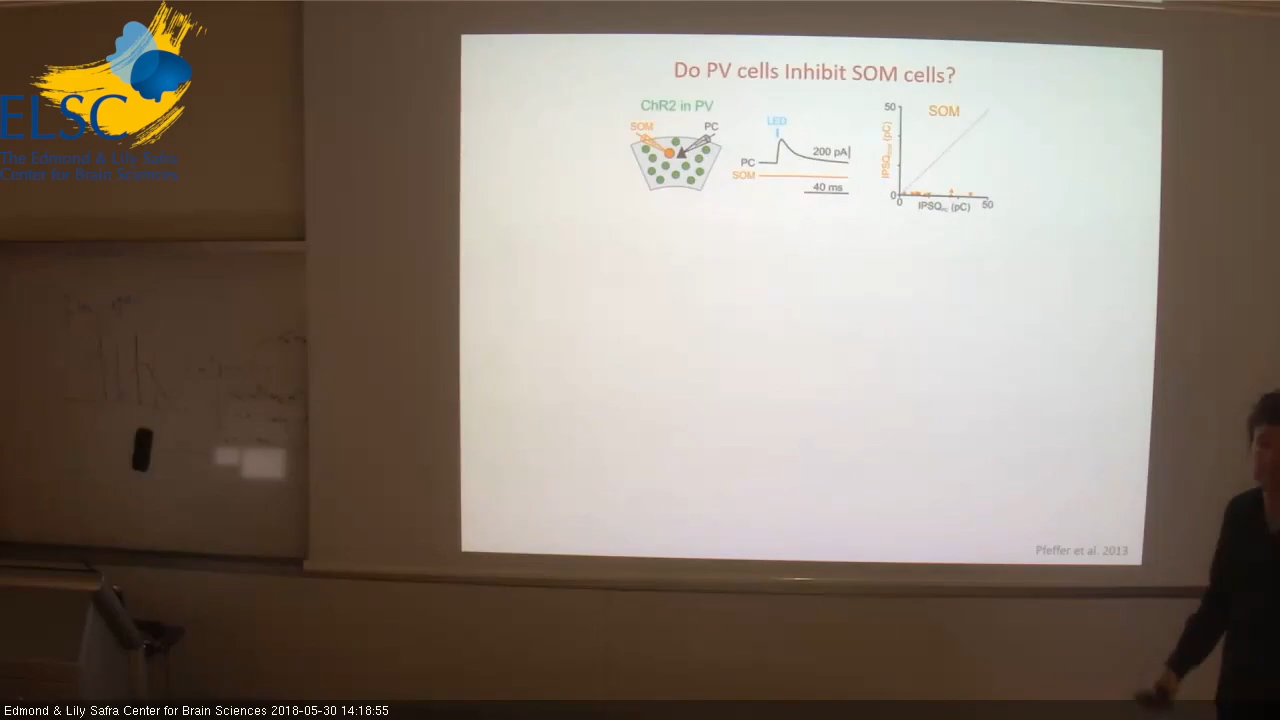 ELSC
The Edmond & Lily Safra
Center for Brain Sciences
Do PV cells Inhibit SOM cells?
ChR2 in PV
SOM
PC
LED
PC
200 pA
SOM
40 ms
50
SOM
(pC)
0
0
IPSQ (pC)
50
Pfeffer et al. 2013
Edmond & Lily Safra Center for Brain Sciences 2018-05-30 14:18:55